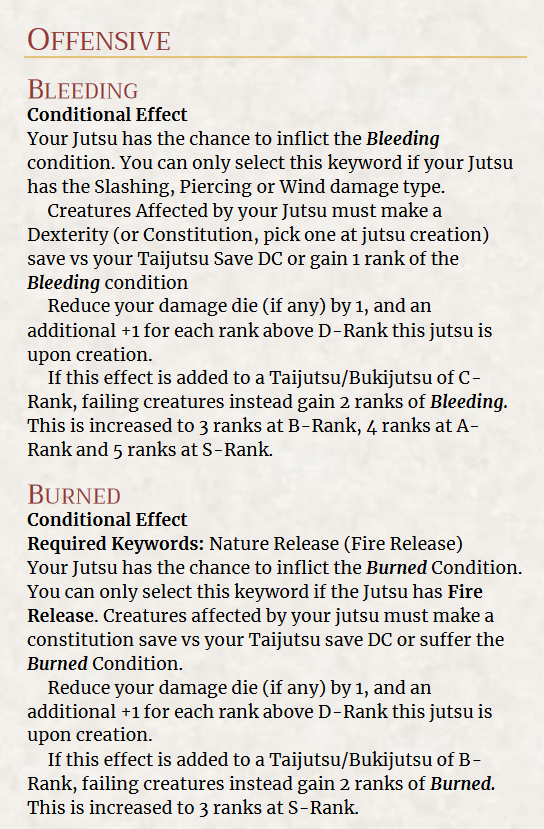 OFFENSIVE
BLEEDING
Conditional Effect
Your Jutsu has the chance to inflict the Bleeding
condition. You can only select this keyword if your Jutsu
has the Slashing, Piercing or Wind damage type.
Creatures Affected by your Jutsu must make a
Dexterity (or Constitution, pick one at jutsu creation)
save vs your Taijutsu Save DC or gain 1 rank of the
Bleeding condition
Reduce your damage die (if any) by 1, and an
additional +1 for each rank above D-Rank this jutsu is
upon creation.
If this effect is added to a Taijutsu/Bukijutsu of C-
Rank, failing creatures instead gain 2 ranks of Bleeding.
This is increased to 3 ranks at B-Rank, 4 ranks at A-
Rank and 5 ranks at S-Rank.
BURNED
Conditional Effect
Required Keywords: Nature Release (Fire Release)
Your Jutsu has the chance to inflict the Burned Condition.
You can only select this keyword if the Jutsu has Fire
Release. Creatures affected by your jutsu must make a
constitution save vs your Taijutsu save DC or suffer the
Burned Condition.
Reduce your damage die (if any) by 1, and an
additional +1 for each rank above D-Rank this jutsu is
upon creation.
If this effect is added to a Taijutsu/Bukijutsu of B-
Rank, failing creatures instead gain 2 ranks of Burned.
This is increased to 3 ranks at S-Rank.